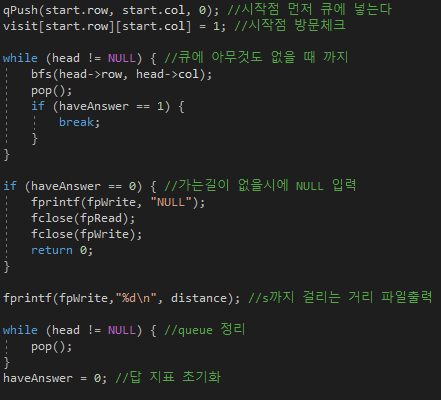 qPush(start.row, start.col, 0); //시작점 먼저 큐에 넣는다
visit[start.row][start.col] = 1; //시작점 방문체크
while (head != NULL) { //큐에 아무것도 없을 때 까지
bfs(head->row, head->col);
pop();
if (haveAnswer == 1) {
break;
}
}
if (haveAnswer == 0) { //가는길이 없을시에 NULL 입력
fprintf(fpWrite, "NULL");
fclose(fpRead);
fclose(fpWrite);
return 0;
}
fprintf(fpWrite,"%d\n", distance); //s까지 걸리는 거리 파일출력
while (head != NULL) { //queue 정리
pop();
}
haveAnswer = 0; //답 지표 초기화